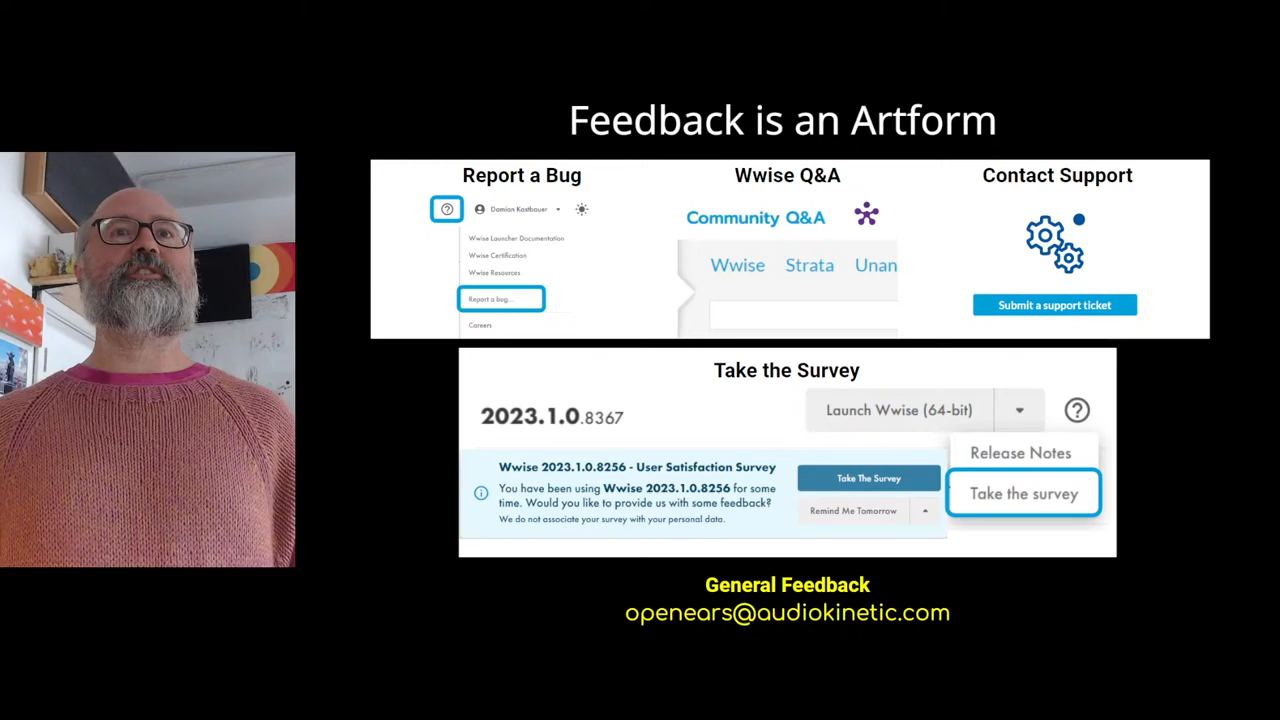 Feedback is an Artform
Report a Bug
Damian Kastbauer
Wwise Launcher Documentation
Wwise Certification
Wwise Resources
Report a bug...
Careers
Wwise Q&A
Community Q&A
Wwise Strata Unan
Contact Support
Submit a support ticket
Take the Survey
2023.1.0.8367
Launch Wwise (64-bit)
Release Notes
Take the survey
Wwise 2023.1.0.8256 - User Satisfaction Survey
You have been using Wwise 2023.1.0.8256 for some
time. Would you like to provide us with some feedback?
We do not associate your survey with your personal data.
Take The Survey
Remind Me Tomorrow
General Feedback
openears@audiokinetic.com